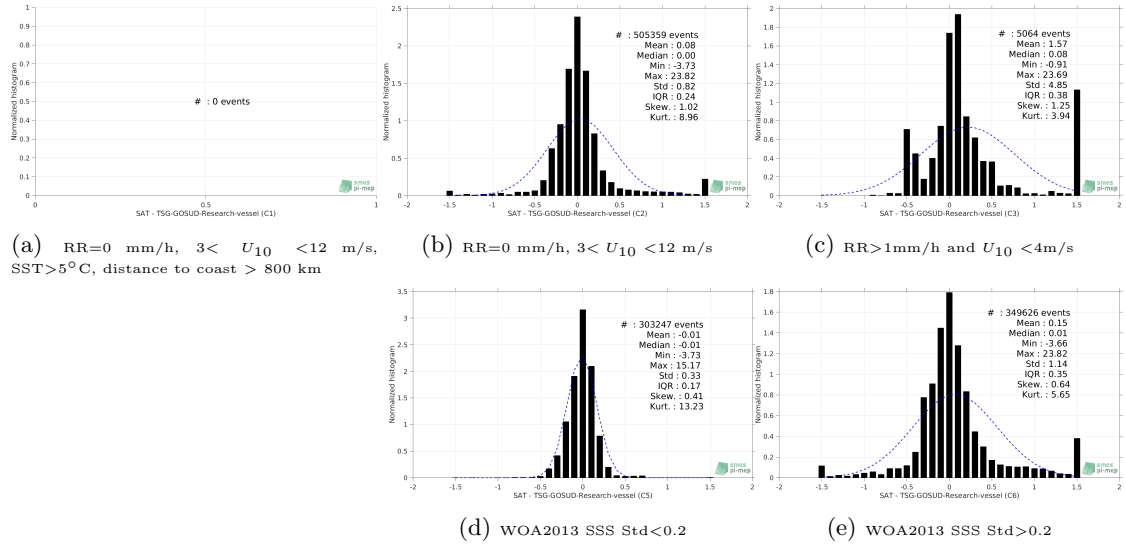 1
0.9
0.8
0.7
0.6
0.5
0.4
0.3
0.2
0.1
0
Normalized histogram
# : 0 events
smos
pi-mep
0 0.5 1
SAT - TSG-GOSUD-Research-vessel (C1)
(a) RR=0 mm/h, 3< U10 <12 m/s,
SST>5°C, distance to coast > 800 km
2.5
2
1.5
1
0.5
0
Normalized histogram
# : 505359 events
Mean : 0.08
Median : 0.00
Min : -3.73
Max : 23.82
Std : 0.82
IQR : 0.24
Skew. : 1.02
Kurt. : 8.96
smos
pi-mep
-2 -1.5 -1 -0.5 0 0.5 1 1.5 2
SAT - TSG-GOSUD-Research-vessel (C2)
(b) RR=0 mm/h, 3< U10 <12 m/s
2
1.8
1.6
1.4
1.2
1
0.8
0.6
0.4
0.2
0
Normalized histogram
# : 5064 events
Mean : 1.57
Median : 0.08
Min : -0.91
Max : 23.69
Std : 4.85
IQR : 0.38
Skew. : 1.25
Kurt. : 3.94
smos
pi-mep
-2 -1.5 -1 -0.5 0 0.5 1 1.5 2
SAT - TSG-GOSUD-Research-vessel (C3)
(c) RR>1mm/h and U10 <4m/s
3.5
3
2.5
2
1.5
1
0.5
0
Normalized histogram
# : 303247 events
Mean : -0.01
Median : -0.01
Min : -3.73
Max : 15.17
Std : 0.33
IQR : 0.17
Skew. : 0.41
Kurt. : 13.23
smos
pi-mep
-2 -1.5 -1 -0.5 0 0.5 1 1.5 2
SAT - TSG-GOSUD-Research-vessel (C5)
(d) WOA2013 SSS Std<0.2
1.8
1.6
1.4
1.2
1
0.8
0.6
0.4
0.2
0
Normalized histogram
# : 349626 events
Mean : 0.15
Median : 0.01
Min : -3.66
Max : 23.82
Std : 1.14
IQR : 0.35
Skew. : 0.64
Kurt. : 5.65
smos
pi-mep
-2 -1.5 -1 -0.5 0 0.5 1 1.5 2
SAT - TSG-GOSUD-Research-vessel (C6)
(e) WOA2013 SSS Std>0.2